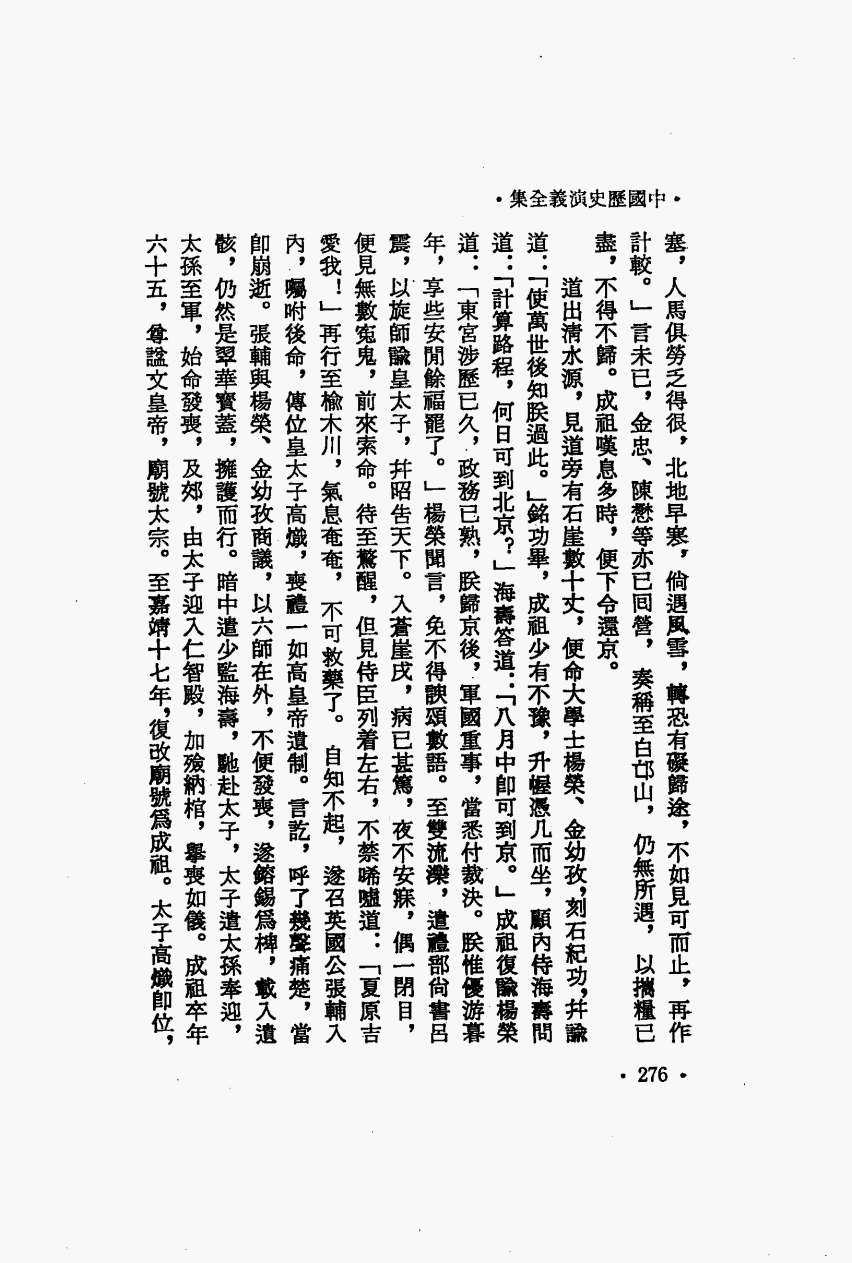 •中國歷史演義全集•
塞，人馬俱勞乏得很，北地早寒，倘遇風雪，轉恐有礙歸途，不如見可而止，再作
計較。」言未已，金忠、陳懋等亦已囘營，奏稱至白邙山，仍無所遇，以攜糧已
盡，不得不歸。成祖嘆息多時，便下令還京。
道出清水源，見道旁有石崖數十丈，便命大學士楊榮、金幼孜，刻石紀功，幷諭
道：「使萬世後知朕過此。」銘功畢，成祖少有不豫，升幄憑几而坐，顧內侍海壽問
道：「計算路程，何日可到北京？」海壽答道：「八月中卽可到京。」成祖復諭楊榮
道：「東宮涉歷已久，政務已熟，朕歸京後，軍國重事，當悉付裁決。朕惟優游暮
年，享些安閒餘福罷了。」楊榮聞言，免不得諛頌數語。至雙流濼，遣禮部尙書呂
震，以旋師諭皇太子，幷昭告天下。入蒼崖戌，病已甚篤，夜不安寐，偶一閉目，
便見無數寃鬼，前來索命。待至驚醒，但見侍臣列着左右，不禁唏噓道：「夏原吉
愛我！」再行至榆木川，氣息奄奄，不可救藥了。自知不起，遂召英國公張輔入
內，囑咐後命，傳位皇太子高熾，喪禮一如高皇帝遺制。言訖，呼了幾聲痛楚，當
卽崩逝。張輔與楊榮、金幼孜商議，以六師在外，不便發喪，遂鎔錫爲椑，載入遺
骸，仍然是翠華寶蓋，擁護而行。暗中遣少監海壽，馳赴太子，太子遣太孫奉迎，
太孫至軍，始命發喪，及郊，由太子迎入仁智殿，加殮納棺，舉喪如儀。成祖卒年
六十五，尊諡文皇帝，廟號太宗。至嘉靖十七年，復改廟號爲成祖。太子高熾卽位，
•276•